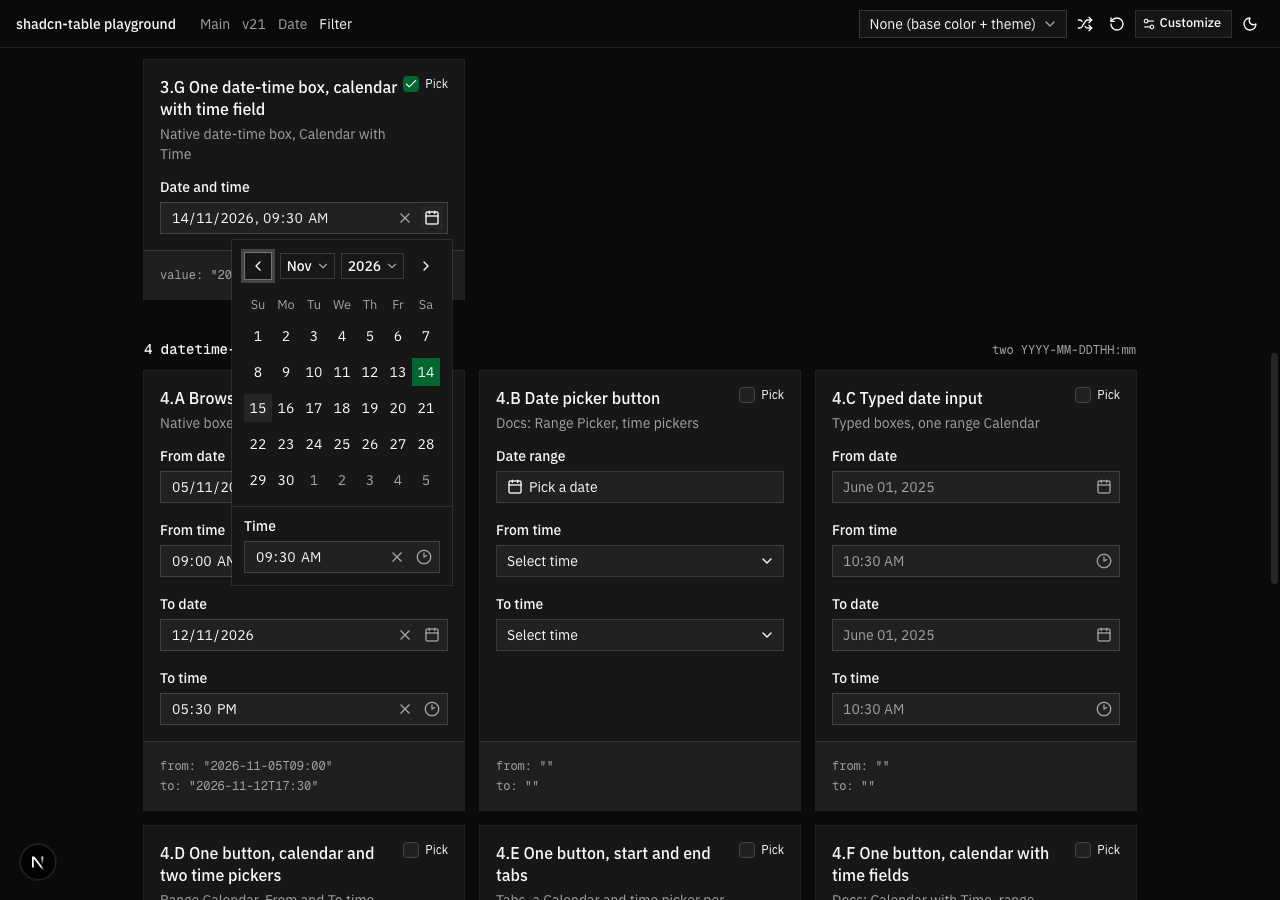 shadcn-table playground Main v21 Date Filter None (base color + theme) Customize
3.G One date-time box, calendar with time field Pick
Native date-time box, Calendar with Time
Date and time
14/11/2026, 09:30 AM
value: "20
Nov 2026
Su Mo Tu We Th Fr Sa
1 2 3 4 5 6 7
8 9 10 11 12 13 14
15 16 17 18 19 20 21
22 23 24 25 26 27 28
29 30 1 2 3 4 5
Time
09:30 AM
4 datetime- two YYYY-MM-DDTHH:mm
4.A Brows
Native boxe
From date
05/11/20
From time
09:00 AM
To date
12/11/2026
To time
05:30 PM
from: "2026-11-05T09:00"
to: "2026-11-12T17:30"
4.B Date picker button Pick
Docs: Range Picker, time pickers
Date range
Pick a date
From time
Select time
To time
Select time
from: ""
to: ""
4.C Typed date input Pick
Typed boxes, one range Calendar
From date
June 01, 2025
From time
10:30 AM
To date
June 01, 2025
To time
10:30 AM
from: ""
to: ""
4.D One button, calendar and two time pickers Pick
Range Calendar, From and To time
4.E One button, start and end tabs Pick
Tabs, a Calendar and time picker per
4.F One button, calendar with time fields Pick
Docs: Calendar with Time, range
N